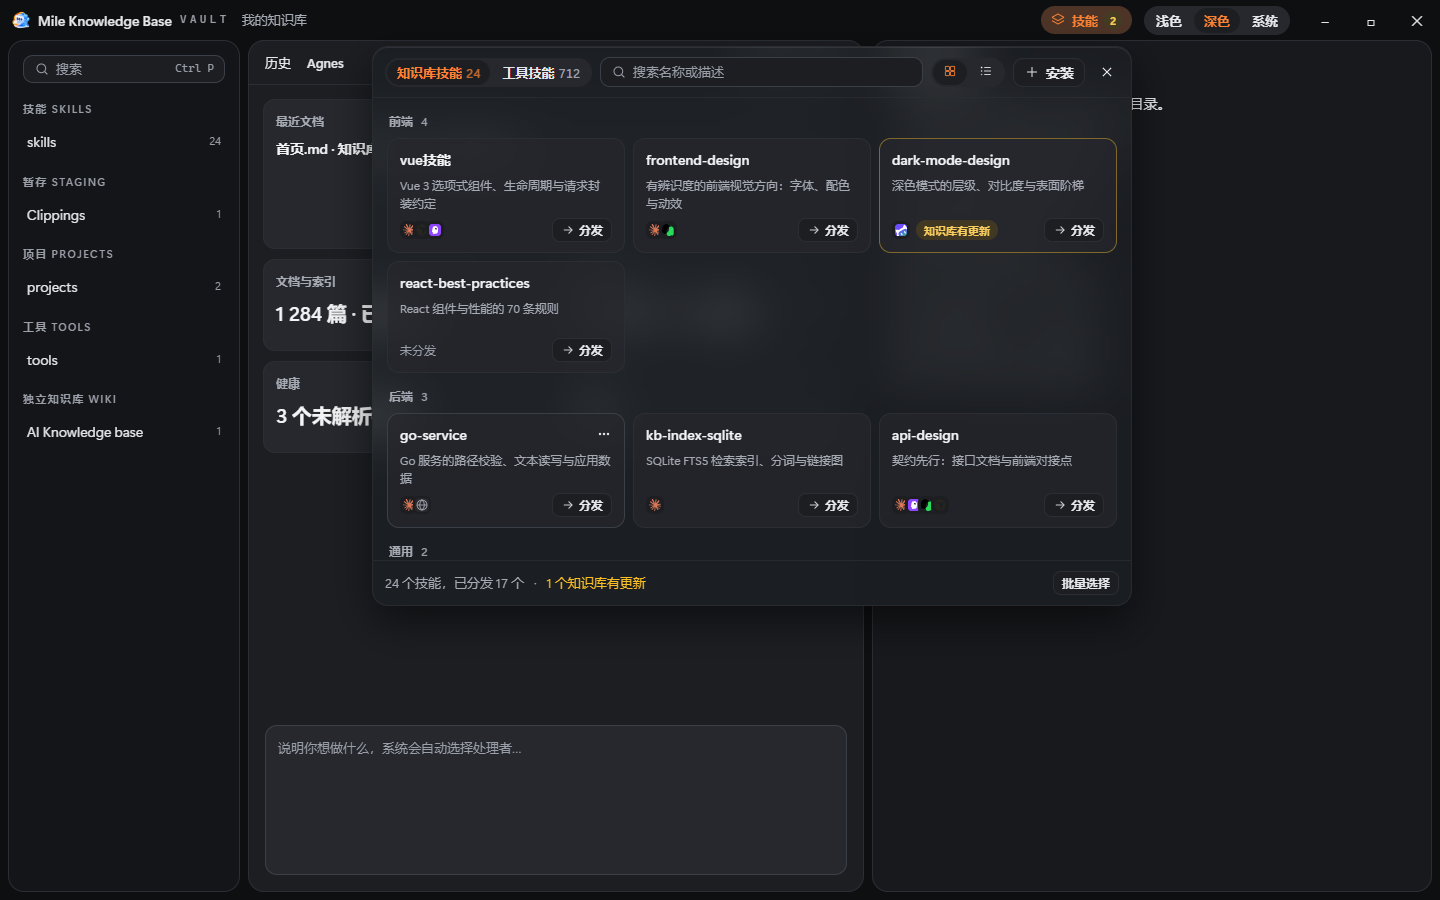 Mile Knowledge Base VAULT 我的知识库
技能 2
浅色 深色 系统
搜索 Ctrl P
技能 SKILLS
skills 24
暂存 STAGING
Clippings 1
项目 PROJECTS
projects 2
工具 TOOLS
tools 1
独立知识库 WIKI
AI Knowledge base 1
历史 Agnes
最近文档
首页.md · 知识库
文档与索引
1 284 篇 · 已
健康
3 个未解析
说明你想做什么，系统会自动选择处理者...
目录。
知识库技能 24 工具技能 712
搜索名称或描述
安装
前端 4
vue技能
Vue 3 选项式组件、生命周期与请求封
装约定
分发
frontend-design
有辨识度的前端视觉方向：字体、配色
与动效
分发
dark-mode-design
深色模式的层级、对比度与表面阶梯
知识库有更新
分发
react-best-practices
React 组件与性能的 70 条规则
未分发
分发
后端 3
go-service
Go 服务的路径校验、文本读写与应用数
据
分发
kb-index-sqlite
SQLite FTS5 检索索引、分词与链接图
分发
api-design
契约先行：接口文档与前端对接点
分发
通用 2
24 个技能，已分发 17 个 · 1 个知识库有更新
批量选择